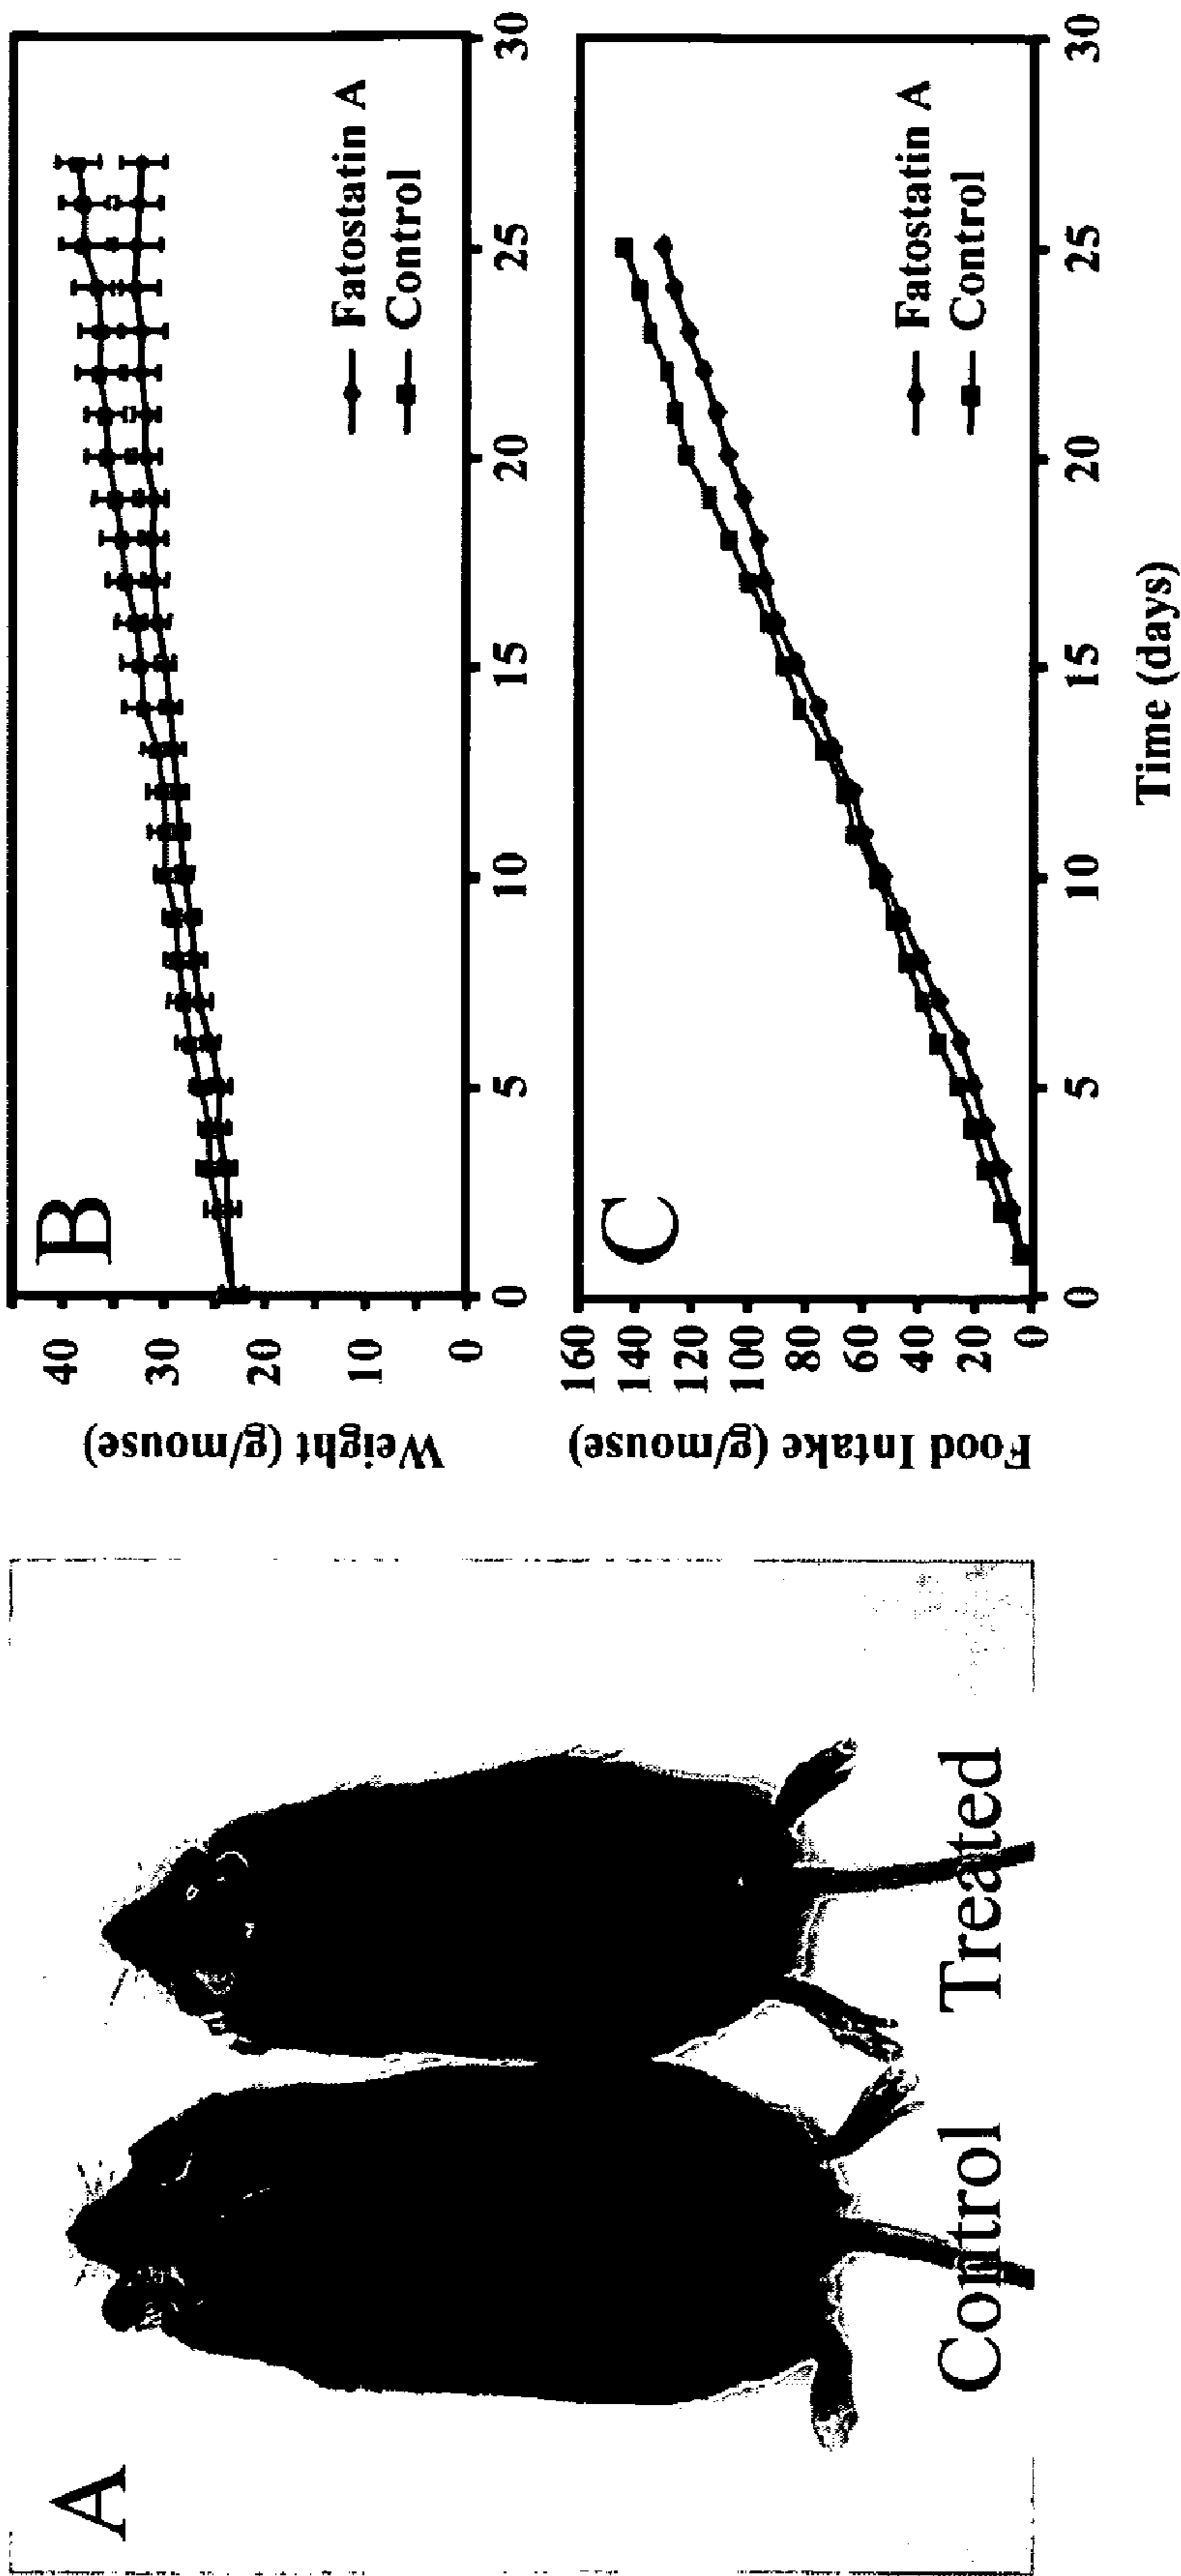 A
Control
Treated
B
Weight (g/mouse)
40
30
20
10
0
Fatostatin A
Control
0 5 10 15 20 25 30
C
Food Intake (g/mouse)
160
140
120
100
80
60
40
20
0
Fatostatin A
Control
0 5 10 15 20 25 30
Time (days)